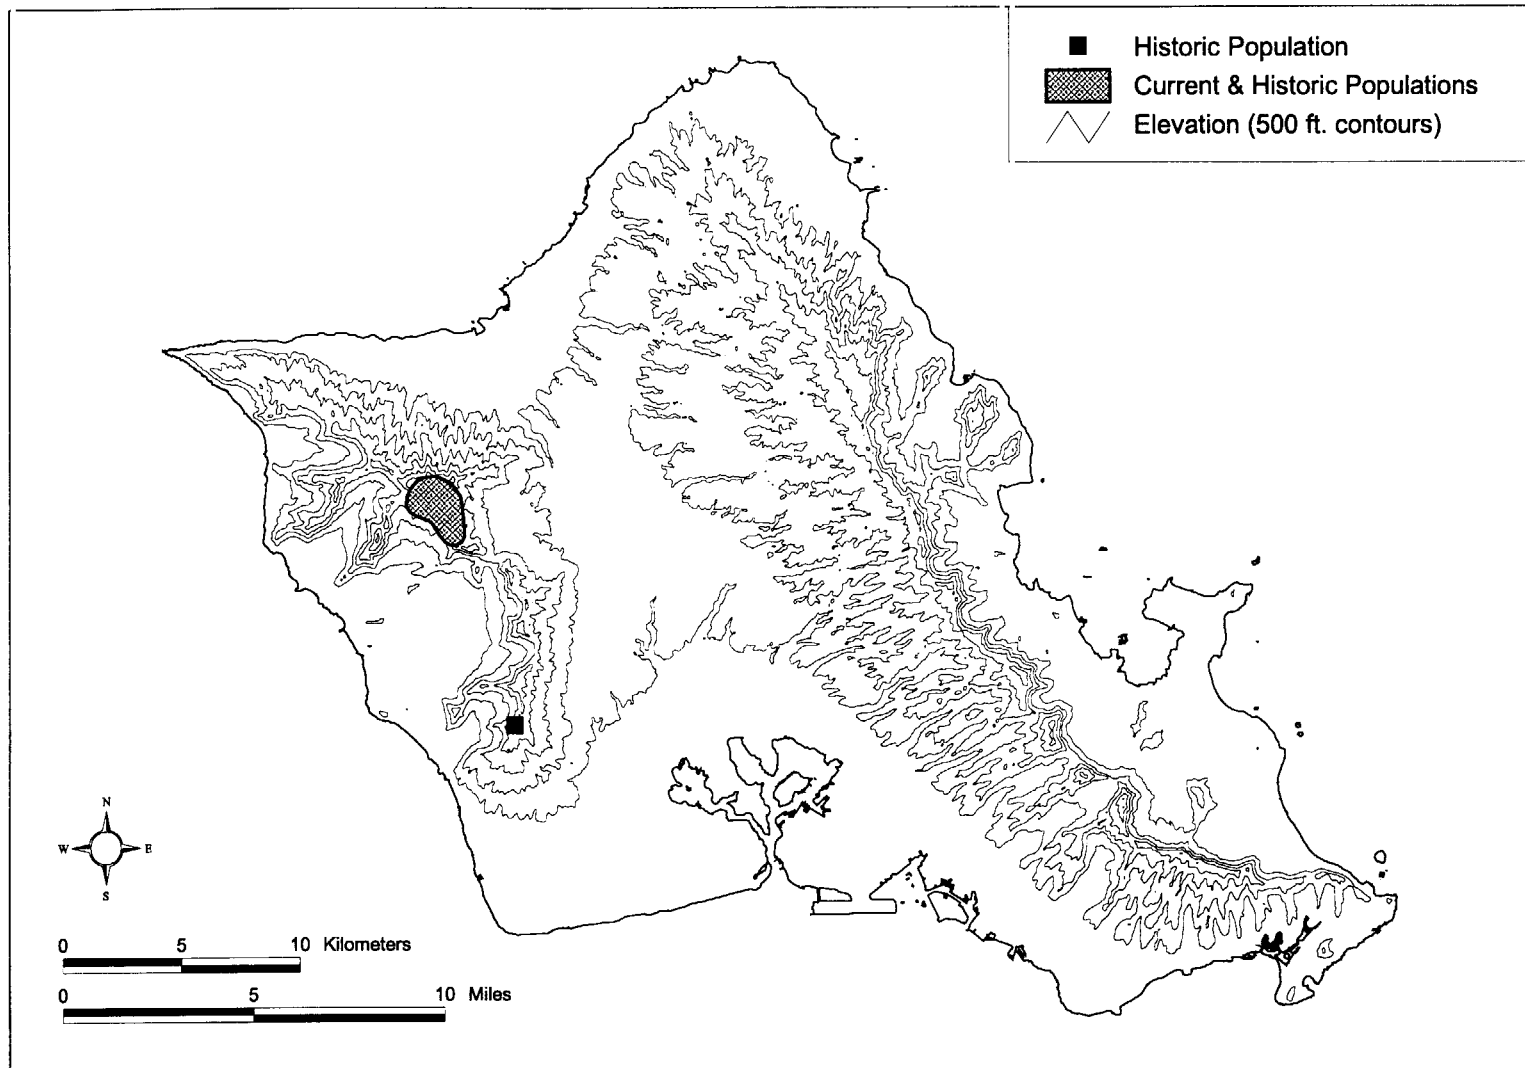 Historic Population
Current & Historic Populations
Elevation (500 ft. contours)
N
W E
S
0 5 10 Kilometers
0 5 10 Miles